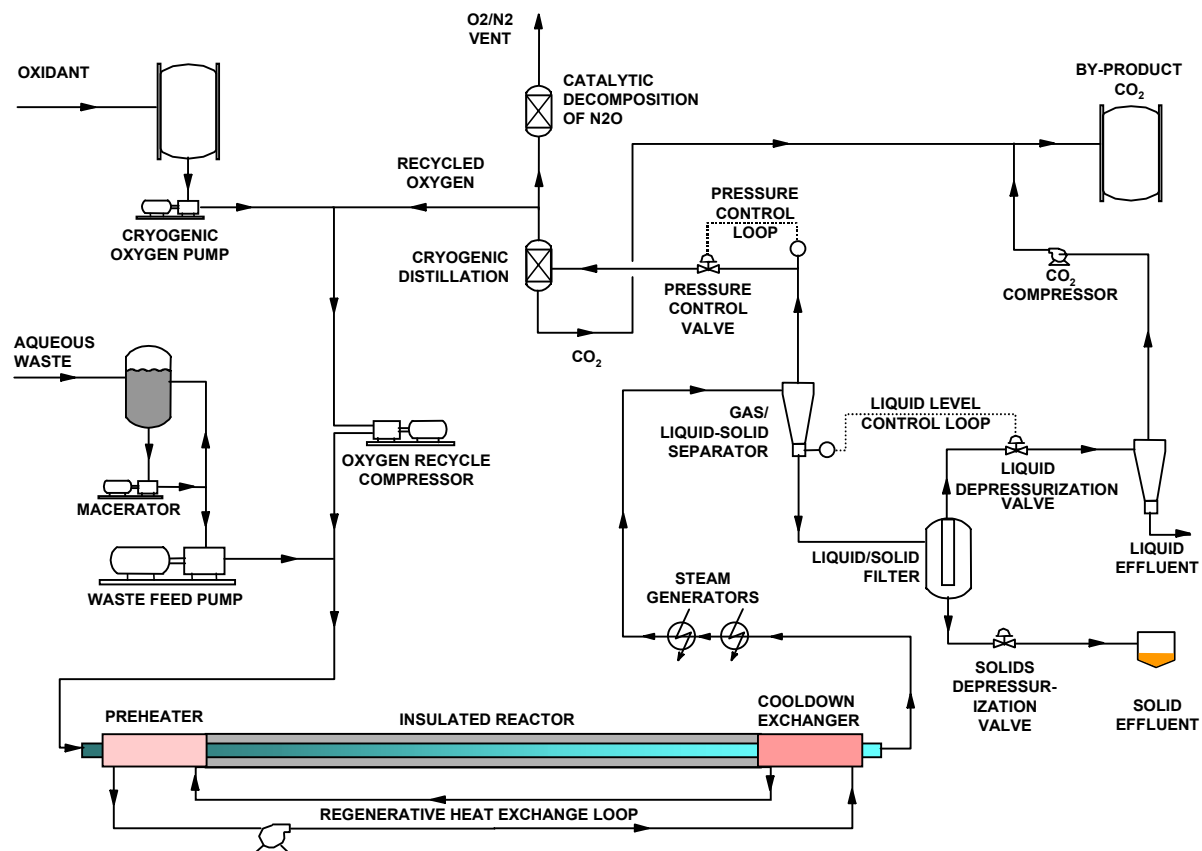 O2/N2
VENT
OXIDANT
CATALYTIC
DECOMPOSITION
OF N2O
BY-PRODUCT
CO2
RECYCLED
OXYGEN
PRESSURE
CONTROL
LOOP
CRYOGENIC
OXYGEN PUMP
CRYOGENIC
DISTILLATION
PRESSURE
CONTROL
VALVE
CO2
COMPRESSOR
AQUEOUS
WASTE
CO2
GAS/
LIQUID-SOLID
SEPARATOR
LIQUID LEVEL
CONTROL LOOP
OXYGEN RECYCLE
COMPRESSOR
LIQUID
DEPRESSURIZATION
VALVE
MACERATOR
LIQUID/SOLID
FILTER
LIQUID
EFFLUENT
WASTE FEED PUMP
STEAM
GENERATORS
SOLIDS
DEPRESSUR-
IZATION
VALVE
SOLID
EFFLUENT
PREHEATER
INSULATED REACTOR
COOLDOWN
EXCHANGER
REGENERATIVE HEAT EXCHANGE LOOP